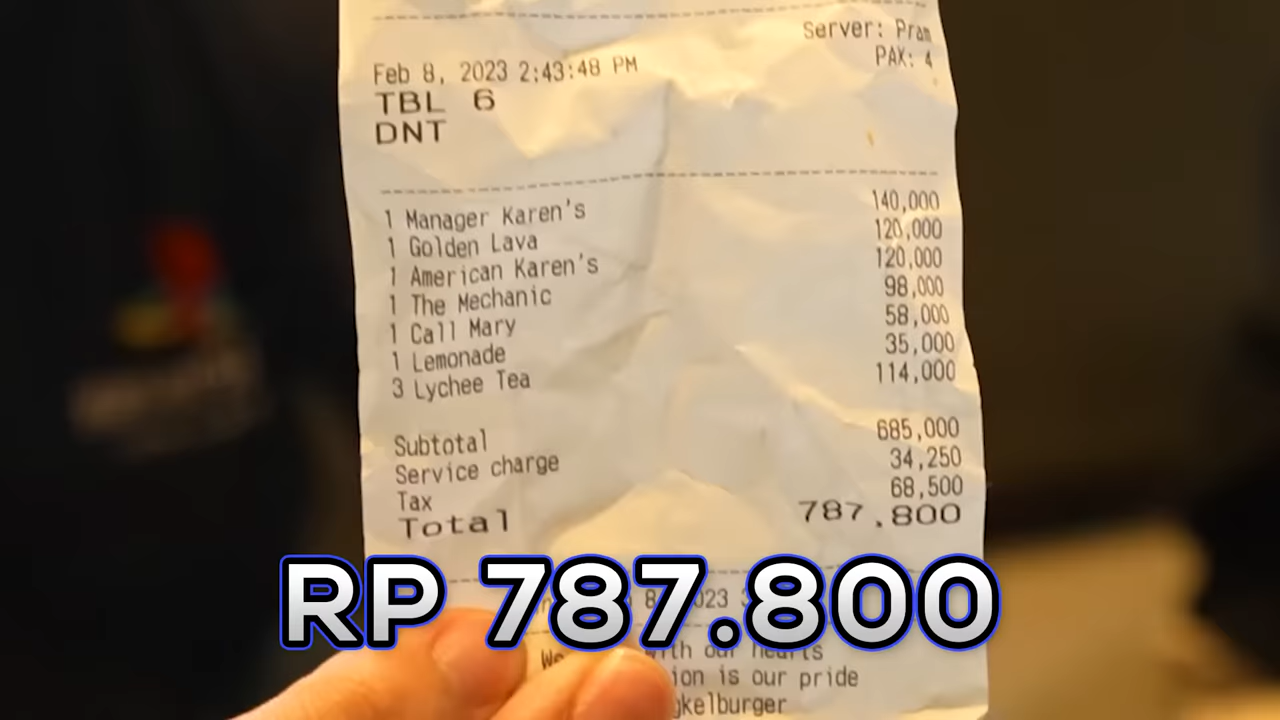 Server: Pram
Feb 8, 2023 2:43:48 PM
PAX: 4
TBL 6
DNT
1 Manager Karen's 140,000
1 Golden Lava 120,000
1 American Karen's 120,000
1 The Mechanic 98,000
1 Call Mary 58,000
1 Lemonade 35,000
3 Lychee Tea 114,000
Subtotal 685,000
Service charge 34,250
Tax 68,500
Total 787.800
RP 787.800
8, 2023
We with our hearts
is our pride